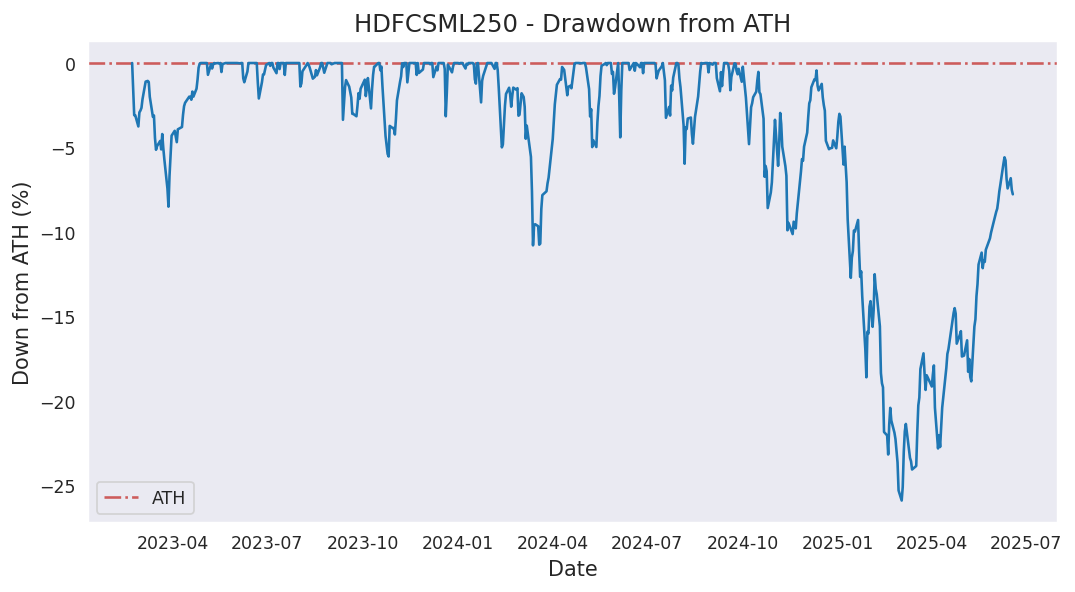 HDFCSML250 - Drawdown from ATH
Down from ATH (%)
0
−5
−10
−15
−20
−25
ATH
2023-04 2023-07 2023-10 2024-01 2024-04 2024-07 2024-10 2025-01 2025-04 2025-07
Date